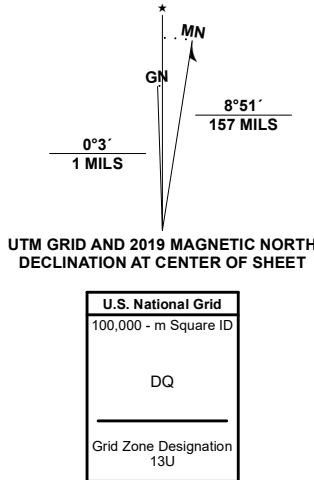 ★
MN
GN
8°51´
157 MILS
0°3´
1 MILS
UTM GRID AND 2019 MAGNETIC NORTH
DECLINATION AT CENTER OF SHEET
U.S. National Grid
100,000 - m Square ID
DQ
Grid Zone Designation
13U